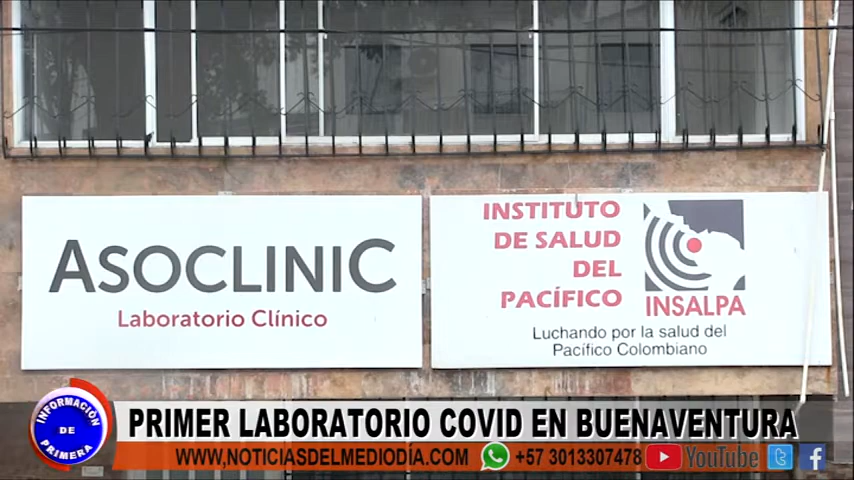 ASOCLINIC
Laboratorio Clínico
INSTITUTO
DE SALUD
DEL
PACÍFICO
INSALPA
Luchando por la salud del
Pacífico Colombiano
INFORMACIÓN
DE
PRIMERA
PRIMER LABORATORIO COVID EN BUENAVENTURA
WWW.NOTICIASDELMEDIODIA.COM +57 3013307478 YouTube